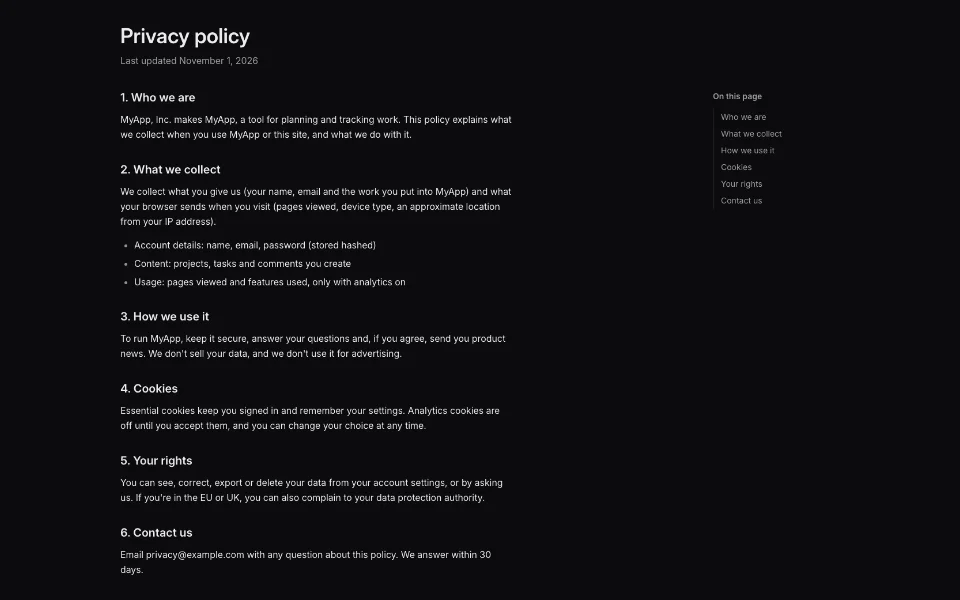 Privacy policy
Last updated November 1, 2026
1. Who we are
MyApp, Inc. makes MyApp, a tool for planning and tracking work. This policy explains what
we collect when you use MyApp or this site, and what we do with it.
2. What we collect
We collect what you give us (your name, email and the work you put into MyApp) and what
your browser sends when you visit (pages viewed, device type, an approximate location
from your IP address).
• Account details: name, email, password (stored hashed)
• Content: projects, tasks and comments you create
• Usage: pages viewed and features used, only with analytics on
3. How we use it
To run MyApp, keep it secure, answer your questions and, if you agree, send you product
news. We don't sell your data, and we don't use it for advertising.
4. Cookies
Essential cookies keep you signed in and remember your settings. Analytics cookies are
off until you accept them, and you can change your choice at any time.
5. Your rights
You can see, correct, export or delete your data from your account settings, or by asking
us. If you're in the EU or UK, you can also complain to your data protection authority.
6. Contact us
Email privacy@example.com with any question about this policy. We answer within 30
days.
On this page
Who we are
What we collect
How we use it
Cookies
Your rights
Contact us